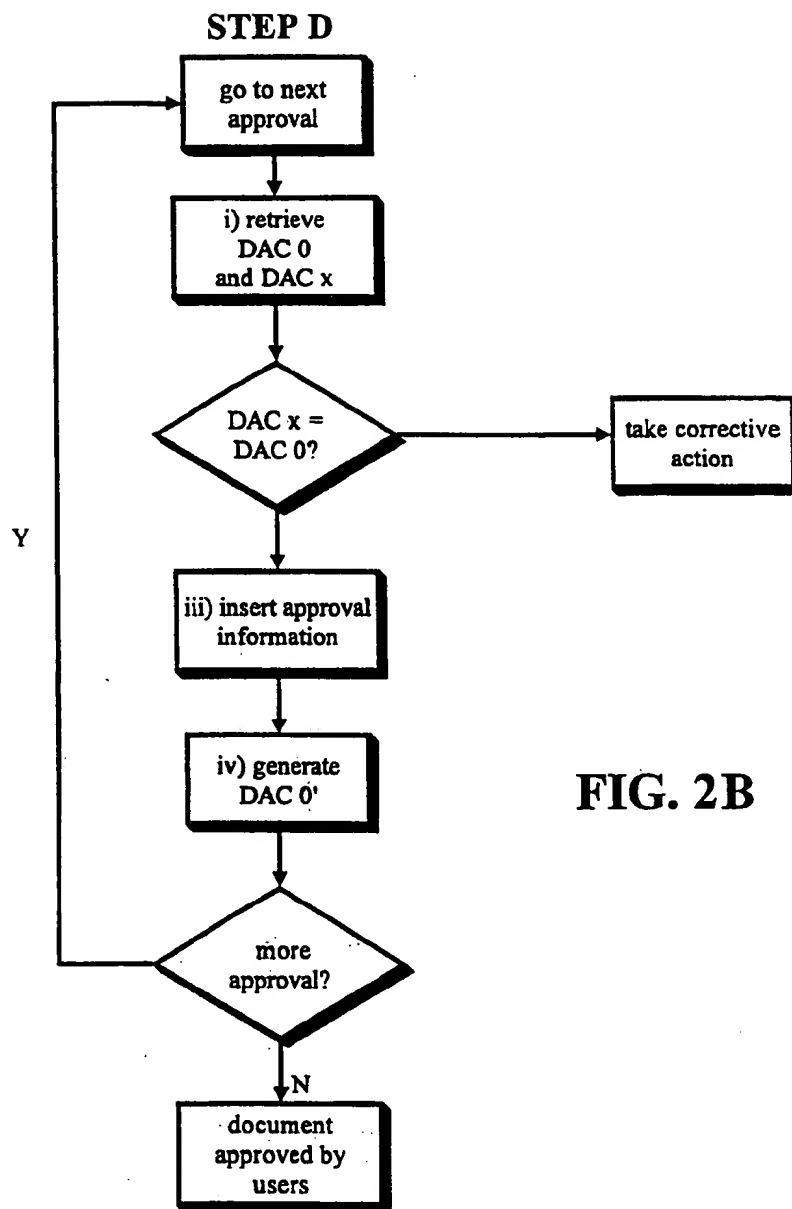 STEP D
go to next
approval
i) retrieve
DAC 0
and DAC x
DAC x =
DAC 0?
take corrective
action
Y
iii) insert approval
information
iv) generate
DAC 0'
FIG. 2B
more
approval?
N
document
approved by
users